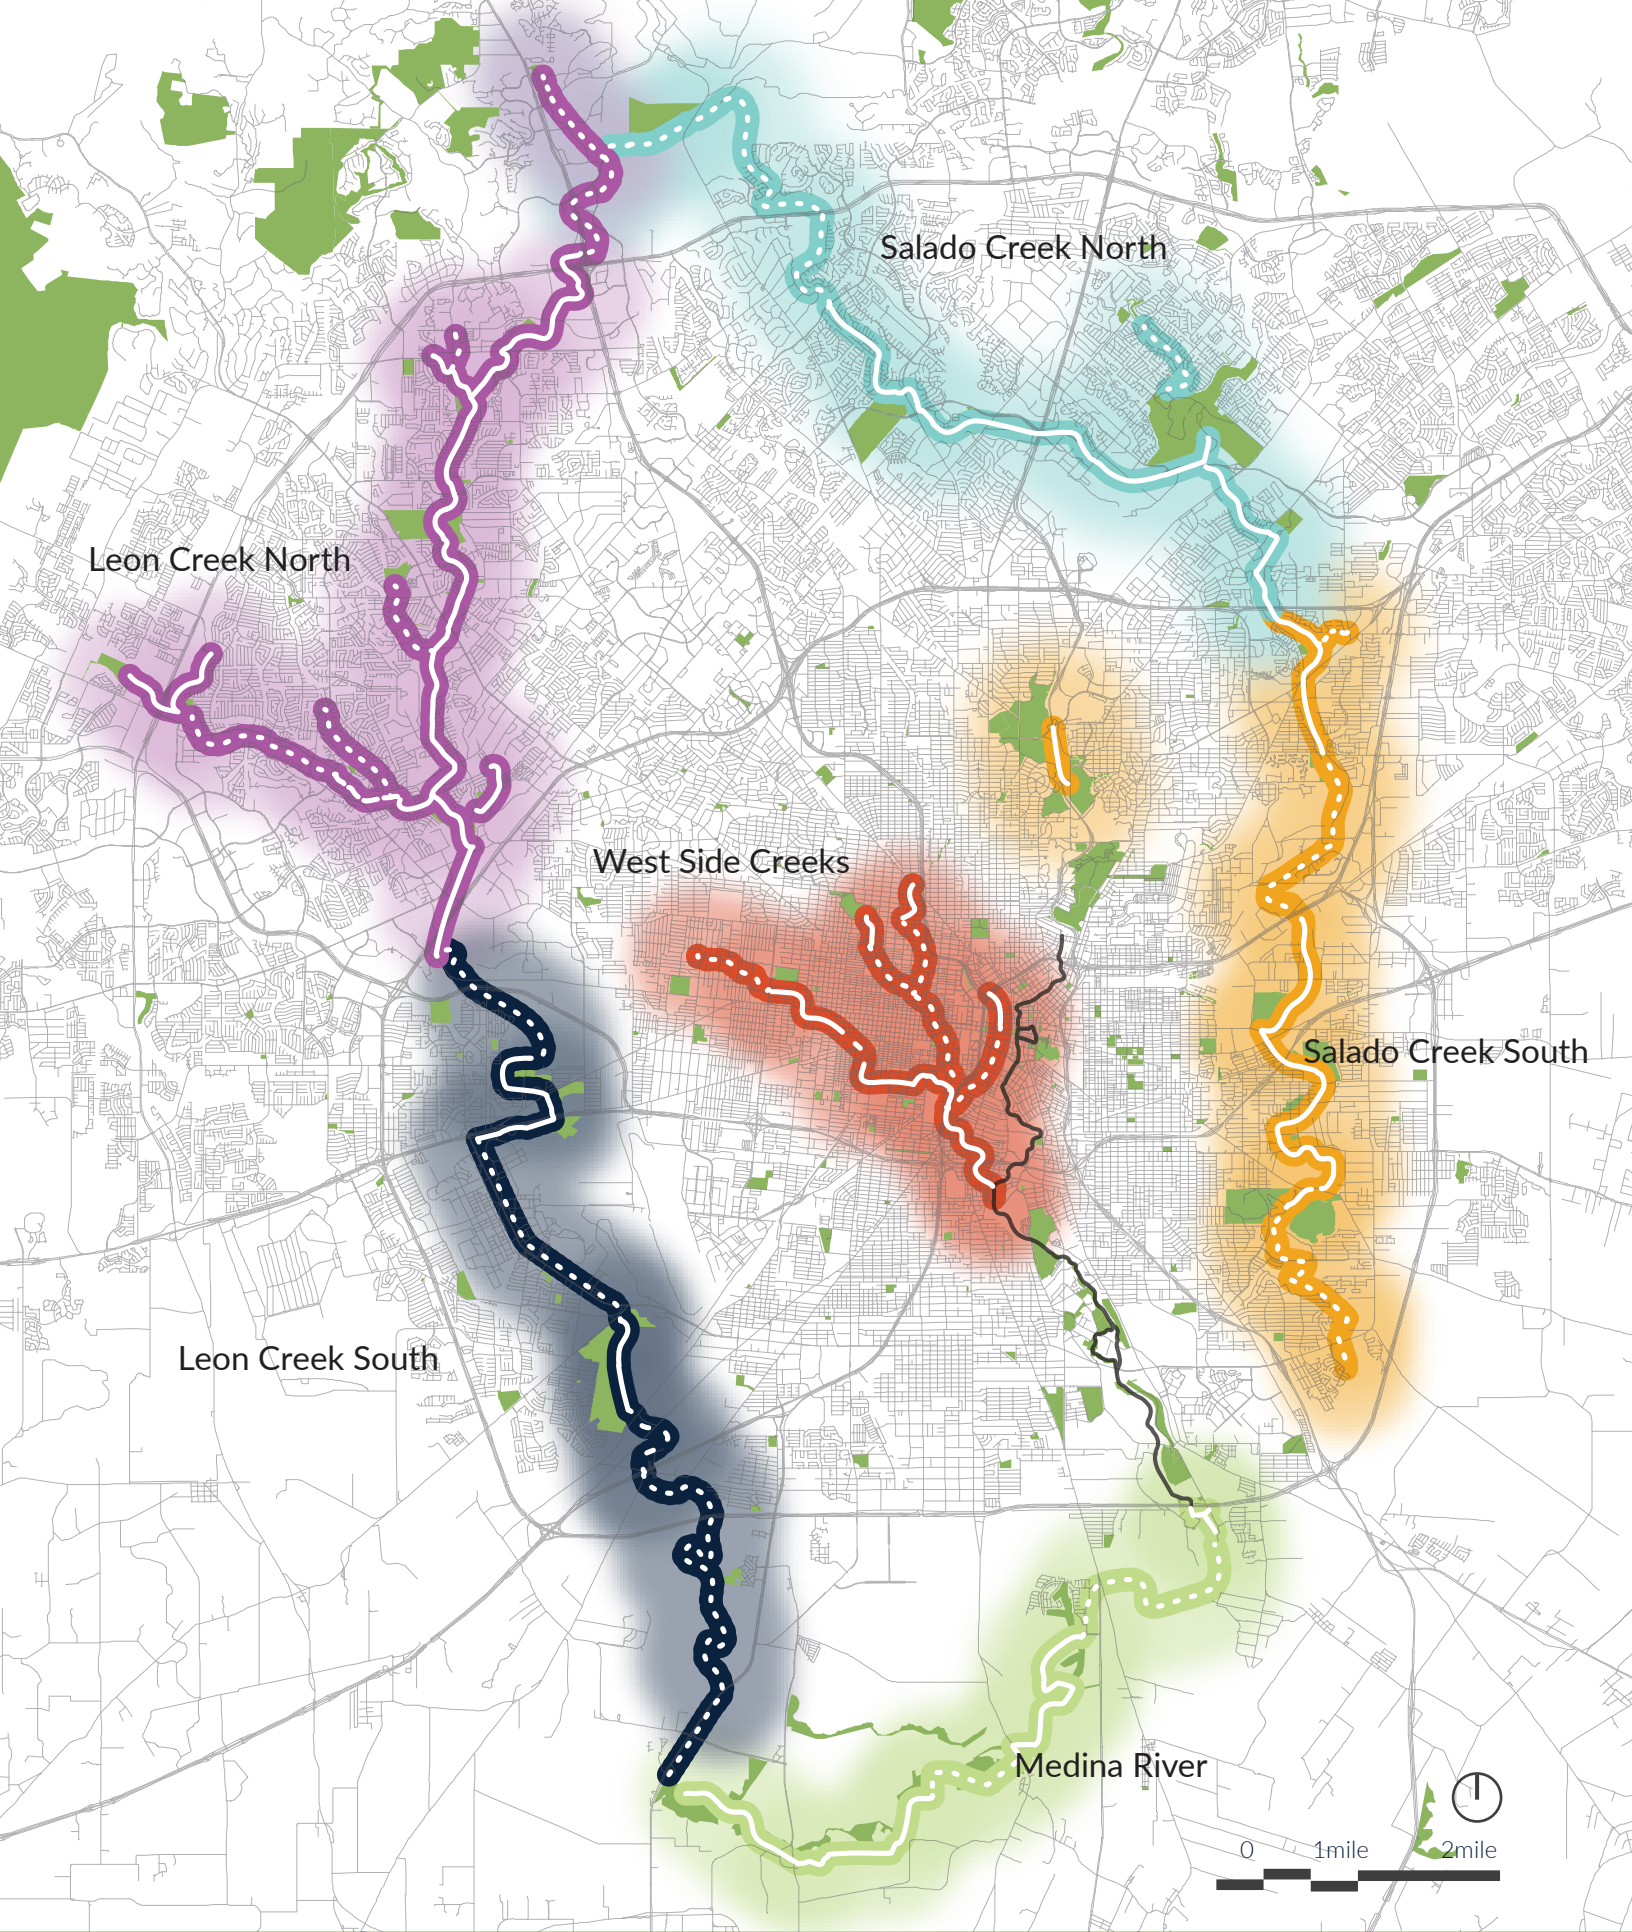 Salado Creek North
Leon Creek North
West Side Creeks
Salado Creek South
Leon Creek South
Medina River
0 1mile 2mile